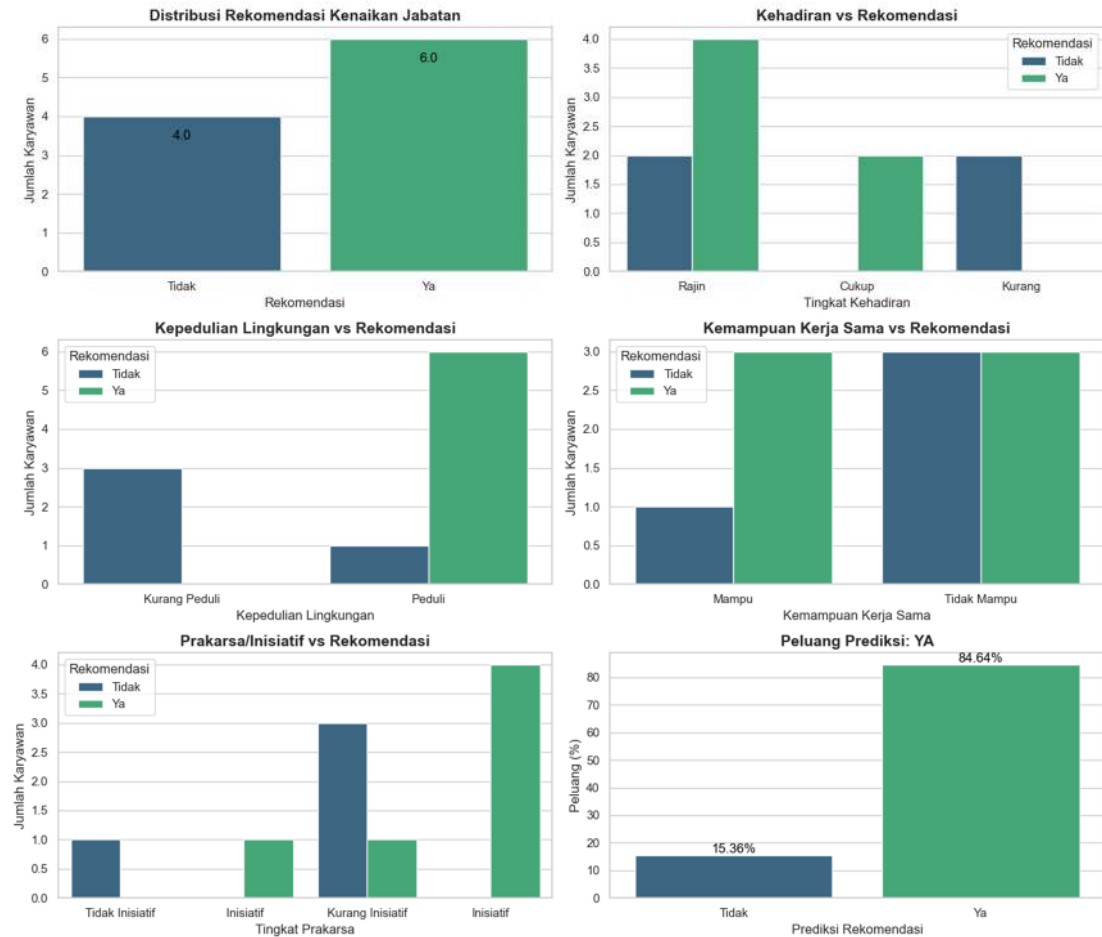 Distribusi Rekomendasi Kenaikan Jabatan
6
5
4
3
2
1
0
Jumlah Karyawan
4.0
6.0
Tidak
Ya
Rekomendasi
Kehadiran vs Rekomendasi
4.0
3.5
3.0
2.5
2.0
1.5
1.0
0.5
0.0
Jumlah Karyawan
Rekomendasi
Tidak
Ya
Rajin
Cukup
Kurang
Tingkat Kehadiran
Kepedulian Lingkungan vs Rekomendasi
6
5
4
3
2
1
0
Jumlah Karyawan
Rekomendasi
Tidak
Ya
Kurang Peduli
Peduli
Kepedulian Lingkungan
Kemampuan Kerja Sama vs Rekomendasi
3.0
2.5
2.0
1.5
1.0
0.5
0.0
Jumlah Karyawan
Rekomendasi
Tidak
Ya
Mampu
Tidak Mampu
Kemampuan Kerja Sama
Prakarsa/Inisiatif vs Rekomendasi
4.0
3.5
3.0
2.5
2.0
1.5
1.0
0.5
0.0
Jumlah Karyawan
Rekomendasi
Tidak
Ya
Tidak Inisiatif
Inisiatif
Kurang Inisiatif
Inisiatif
Tingkat Prakarsa
Peluang Prediksi: YA
80
70
60
50
40
30
20
10
0
Peluang (%)
15.36%
84.64%
Tidak
Ya
Prediksi Rekomendasi